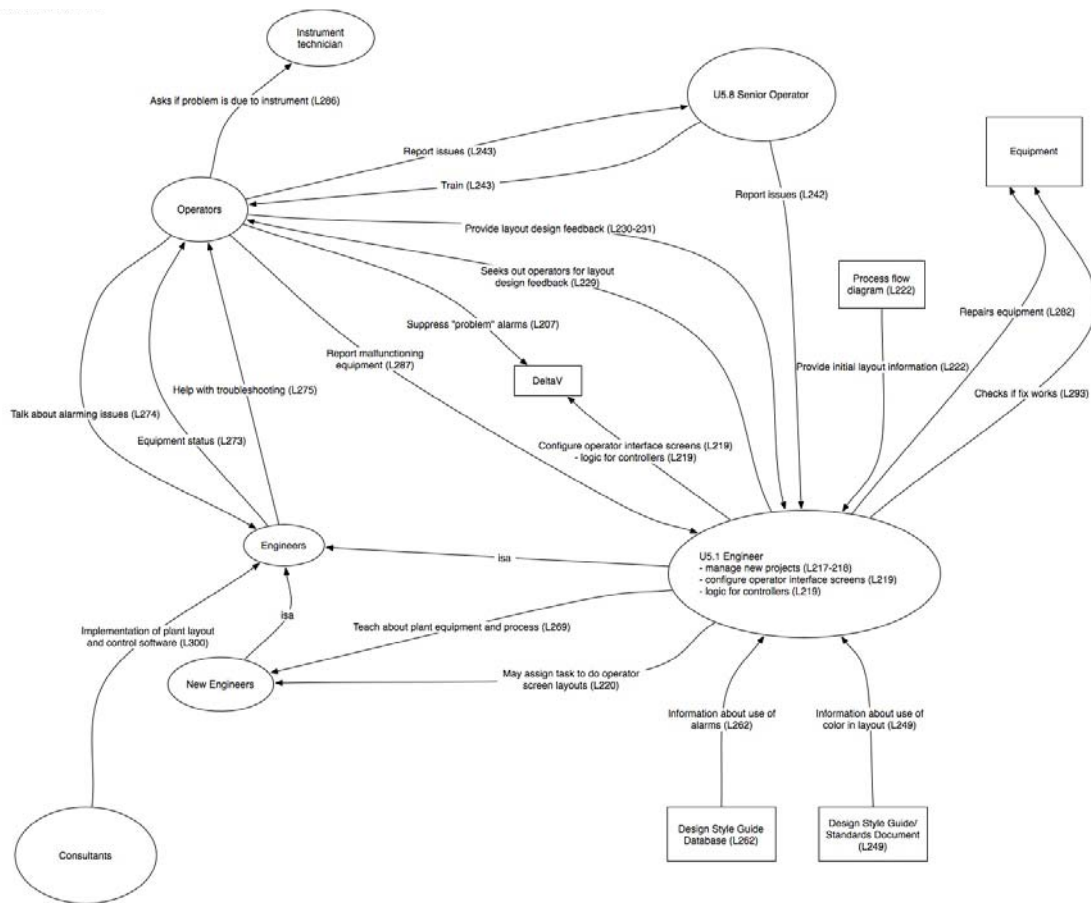 Instrument
technician
Asks if problem is due to instrument (L286)
U5.8 Senior Operator
Equipment
Report issues (L243)
Train (L243)
Report issues (L242)
Operators
Provide layout design feedback (L230-231)
Seeks out operators for layout
design feedback (L229)
Process flow
diagram (L222)
Repairs equipment (L282)
Suppress "problem" alarms (L207)
Report malfunctioning
equipment (L287)
DeltaV
Provide initial layout information (L222)
Checks if fix works (L293)
Help with troubleshooting (L275)
Talk about alarming issues (L274)
Equipment status (L273)
Configure operator interface screens (L219)
- logic for controllers (L219)
Engineers
isa
U5.1 Engineer
- manage new projects (L217-218)
- configure operator interface screens (L219)
- logic for controllers (L219)
isa
Teach about plant equipment and process (L269)
Implementation of plant layout
and control software (L300)
New Engineers
May assign task to do operator
screen layouts (L220)
Information about use of
alarms (L262)
Information about use of
color in layout (L249)
Consultants
Design Style Guide
Database (L262)
Design Style Guide/
Standards Document
(L249)